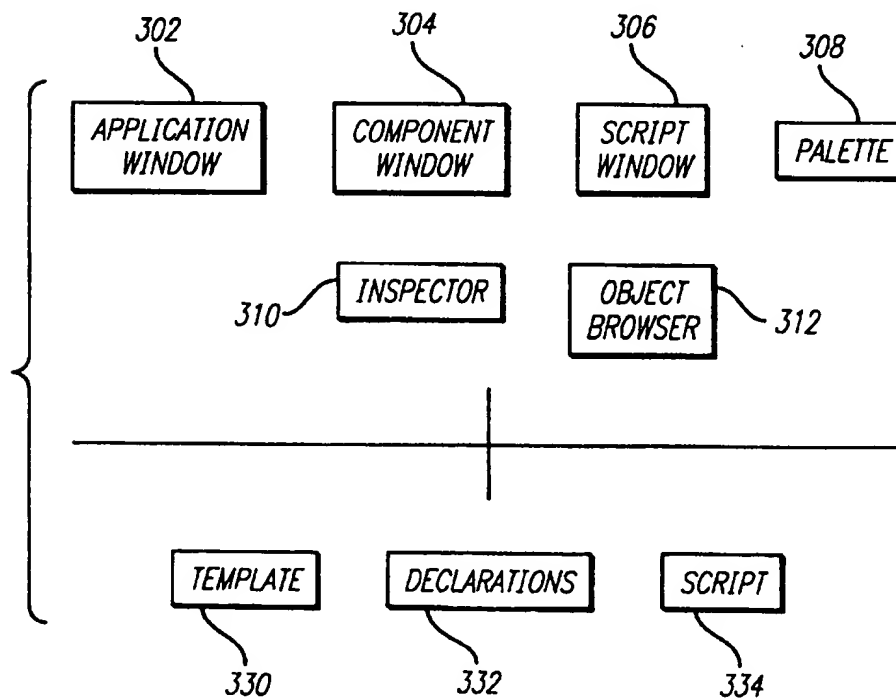 302 304 306 308
APPLICATION WINDOW
COMPONENT WINDOW
SCRIPT WINDOW
PALETTE
310
INSPECTOR
OBJECT BROWSER
312
TEMPLATE
DECLARATIONS
SCRIPT
330 332 334